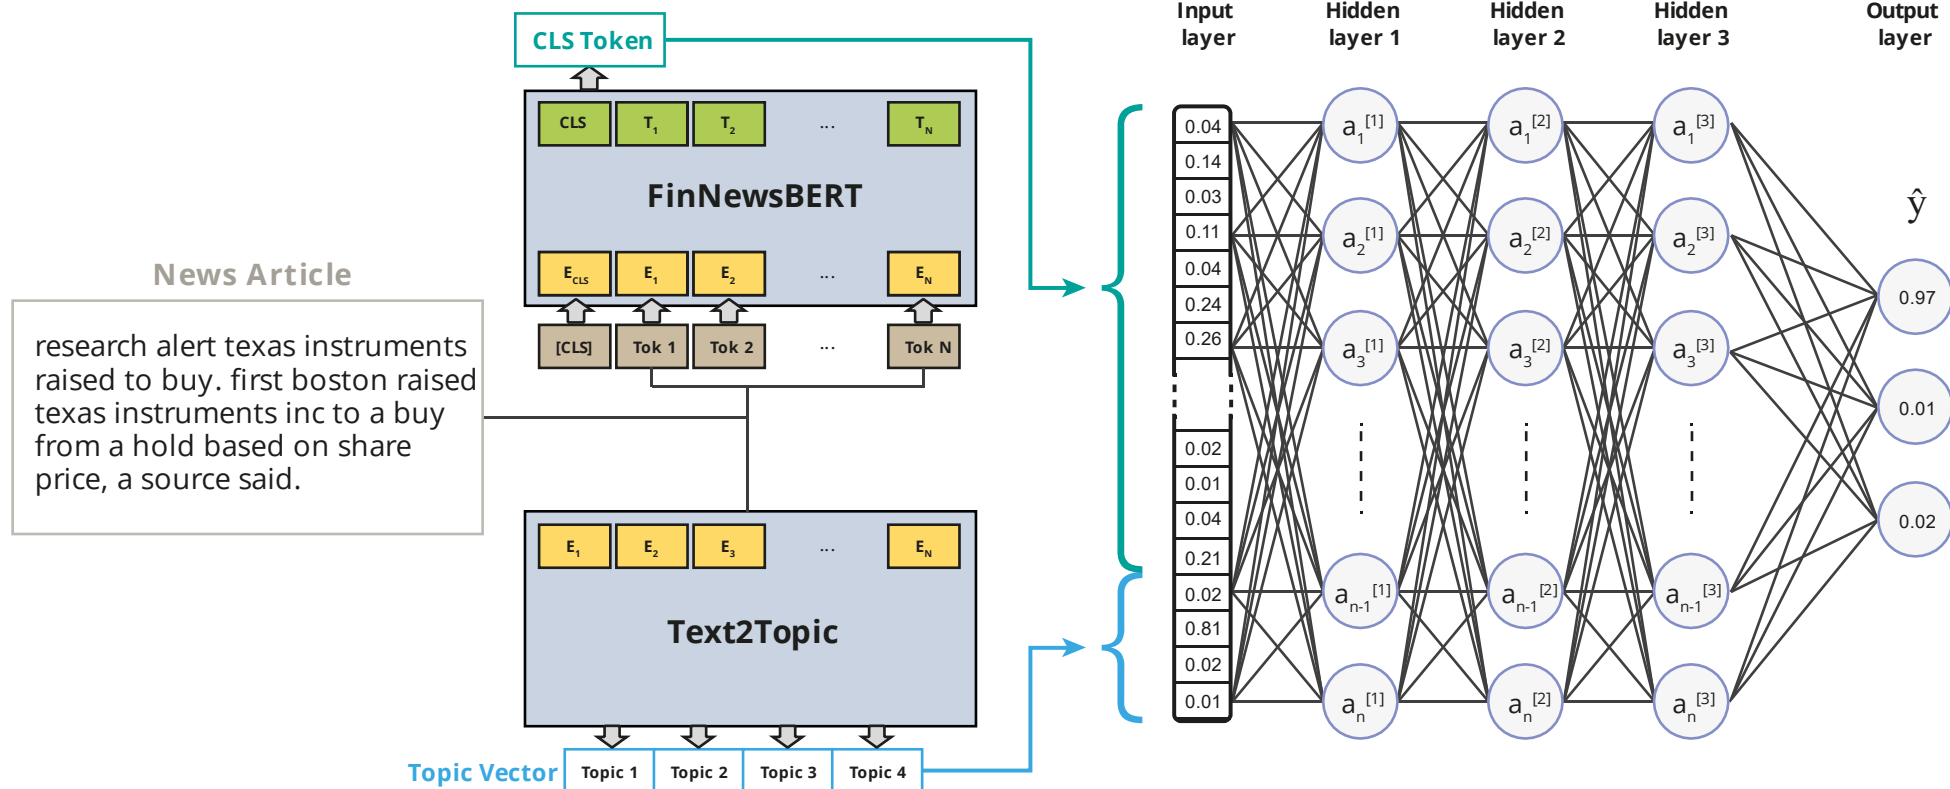 CLS Token
CLS T1 T2 ... TN
FinNewsBERT
ECLS E1 E2 ... EN
[CLS] Tok 1 Tok 2 ... Tok N
News Article
research alert texas instruments
raised to buy. first boston raised
texas instruments inc to a buy
from a hold based on share
price, a source said.
E1 E2 E3 ... EN
Text2Topic
Topic Vector Topic 1 Topic 2 Topic 3 Topic 4
Input layer
Hidden layer 1
Hidden layer 2
Hidden layer 3
Output layer
0.04
0.14
0.03
0.11
0.04
0.24
0.26
0.02
0.01
0.04
0.21
0.02
0.81
0.02
0.01
a1[1] a1[2] a1[3]
a2[1] a2[2] a2[3]
a3[1] a3[2] a3[3]
an-1[1] an-1[2] an-1[3]
an[1] an[2] an[3]
ŷ
0.97
0.01
0.02